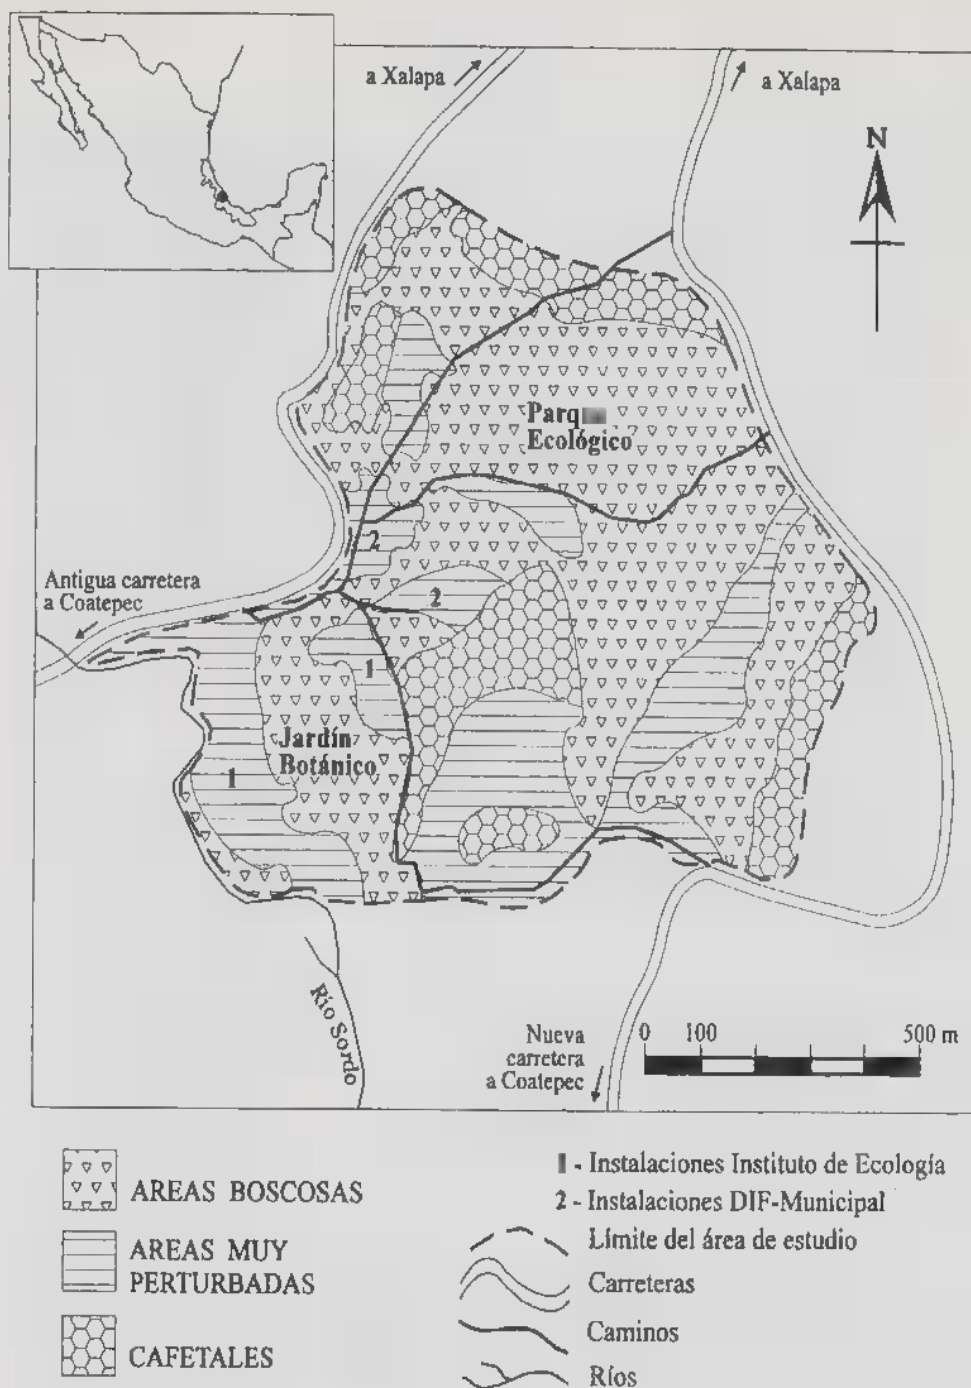 a Xalapa
a Xalapa
N
Parque
Ecológico
2
Antigua carretera
a Coatepec
2
1
Jardín
Botánico
1
Río Sordo
Nueva
carretera
a Coatepec
0 100 500 m
AREAS BOSCOSAS
AREAS MUY
PERTURBADAS
CAFETALES
1 - Instalaciones Instituto de Ecología
2 - Instalaciones DIF-Municipal
Límite del área de estudio
Carreteras
Caminos
Ríos